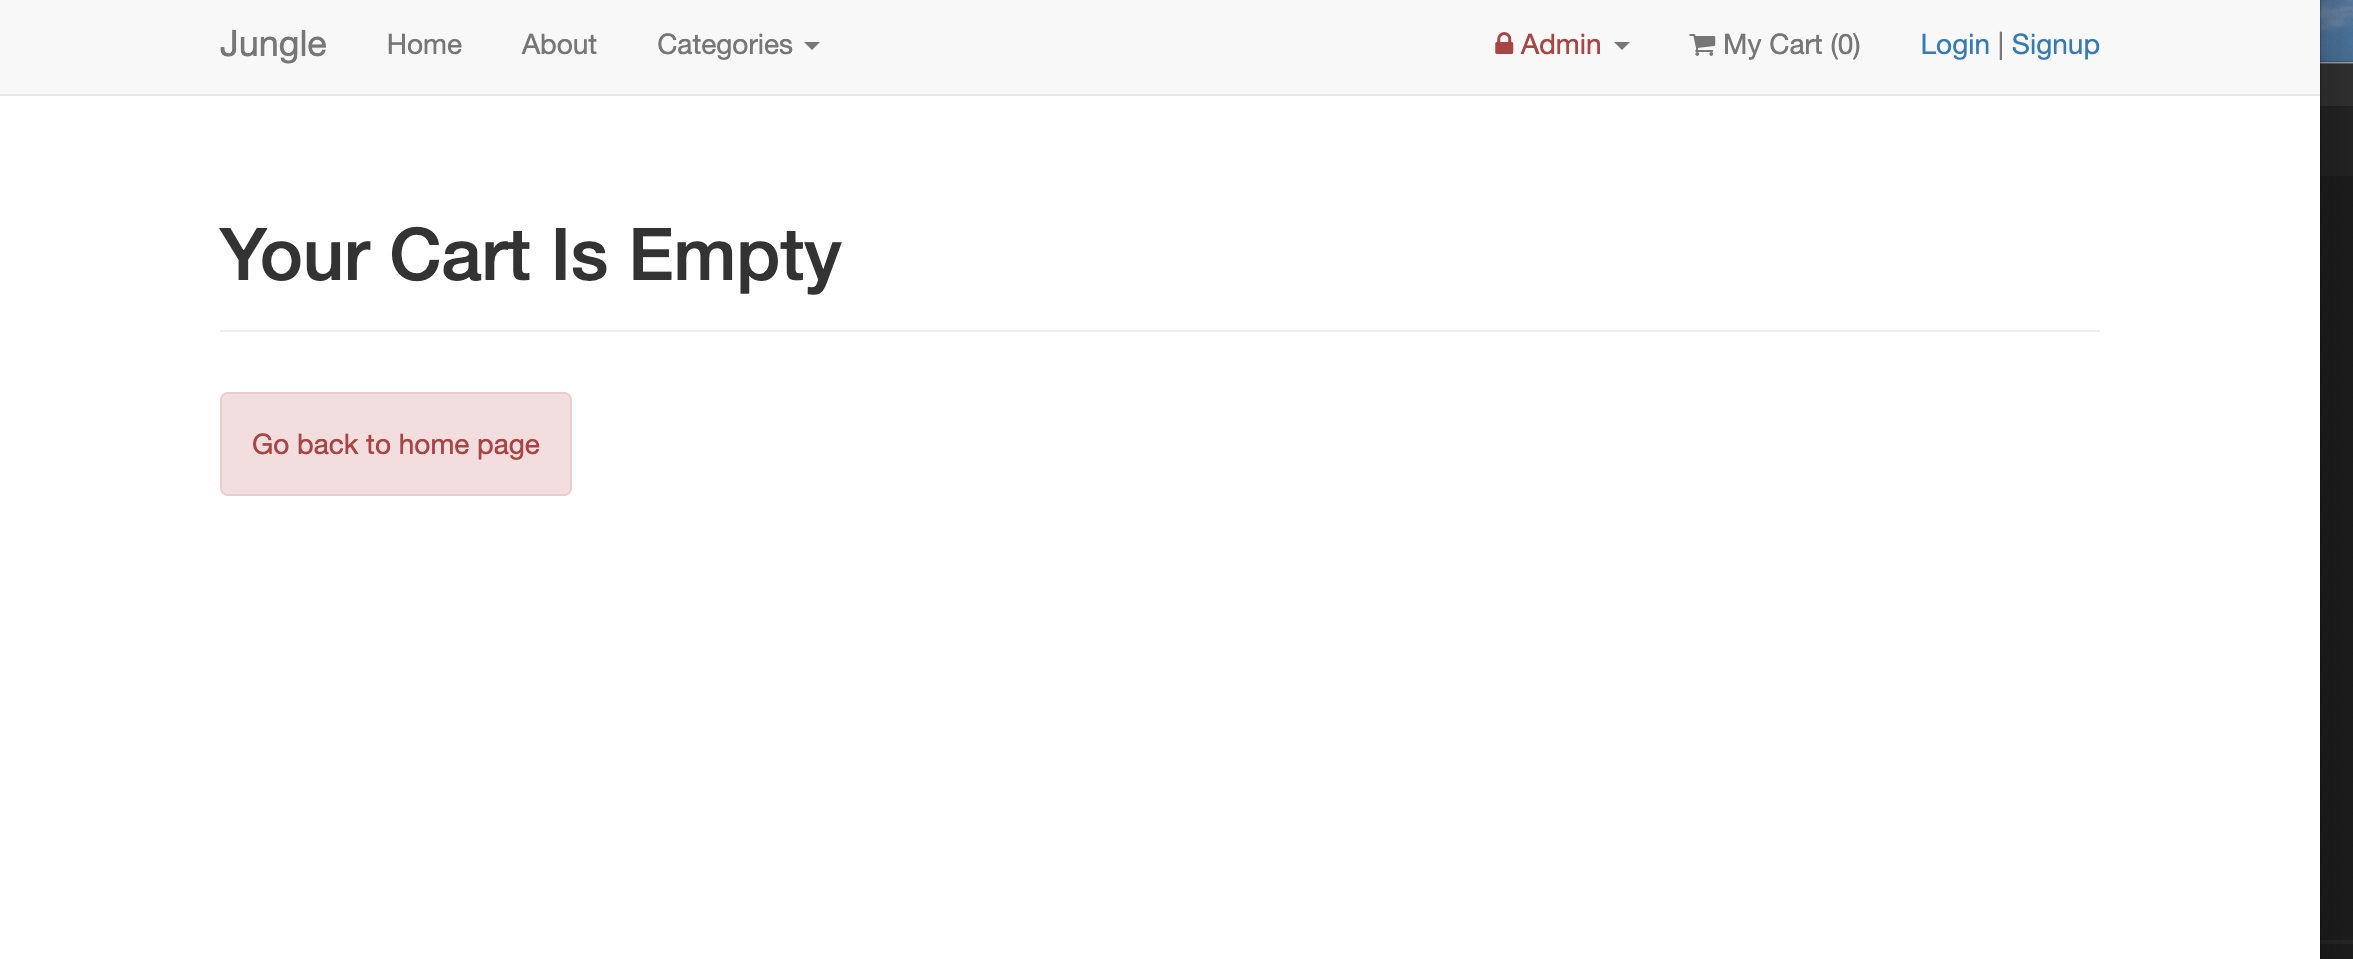 Jungle Home About Categories Admin My Cart (0) Login | Signup
Your Cart Is Empty
Go back to home page